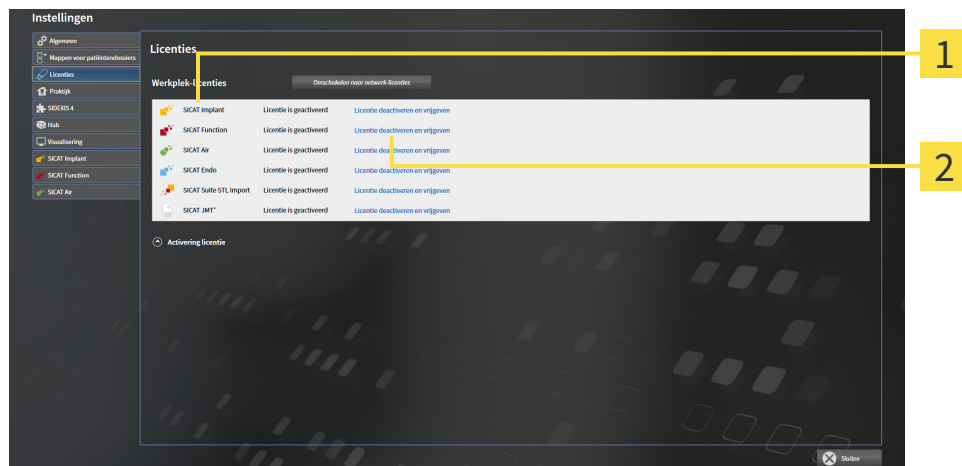 Instellingen
Algemeen
Mappen voor patiëntendossiers
Licenties
Praktijk
SIDEXIS 4
Hub
Visualisering
SICAT Implant
SICAT Function
SICAT Air
Licenties
Werkplek-licenties
Omschakelen naar netwerk-licenties
SICAT Implant Licentie is geactiveerd Licentie deactiveren en vrijgeven
SICAT Function Licentie is geactiveerd Licentie deactiveren en vrijgeven
SICAT Air Licentie is geactiveerd Licentie deactiveren en vrijgeven
SICAT Endo Licentie is geactiveerd Licentie deactiveren en vrijgeven
SICAT Suite STL Import Licentie is geactiveerd Licentie deactiveren en vrijgeven
SICAT JMT+ Licentie is geactiveerd Licentie deactiveren en vrijgeven
Activering licentie
Sluiten
1
2